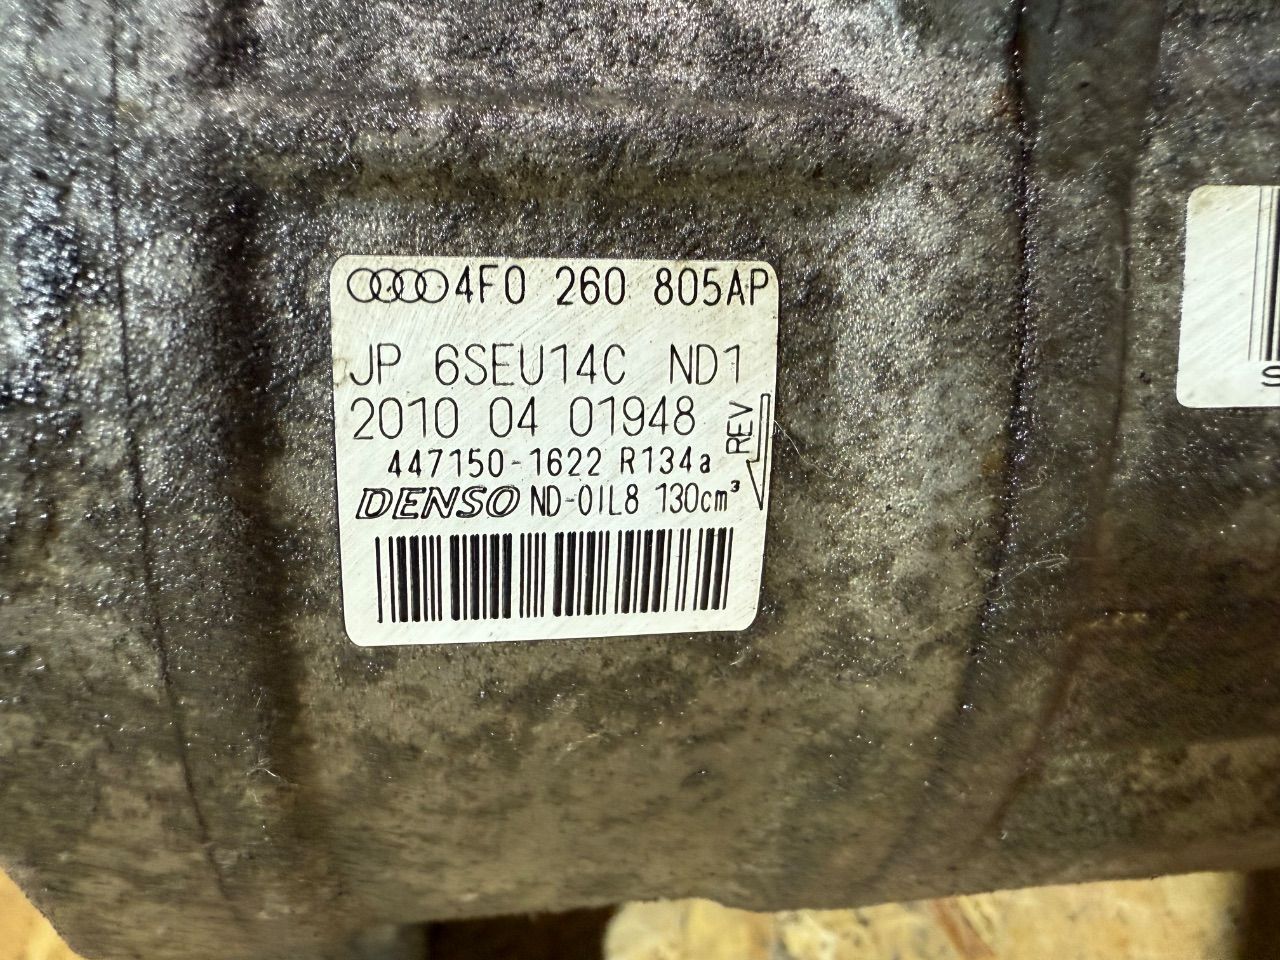 4F0 260 805AP
JP 6SEU14C ND1
2010 04 01948
REV
447150-1622 R134a
DENSO ND-OIL8 130cm³
S